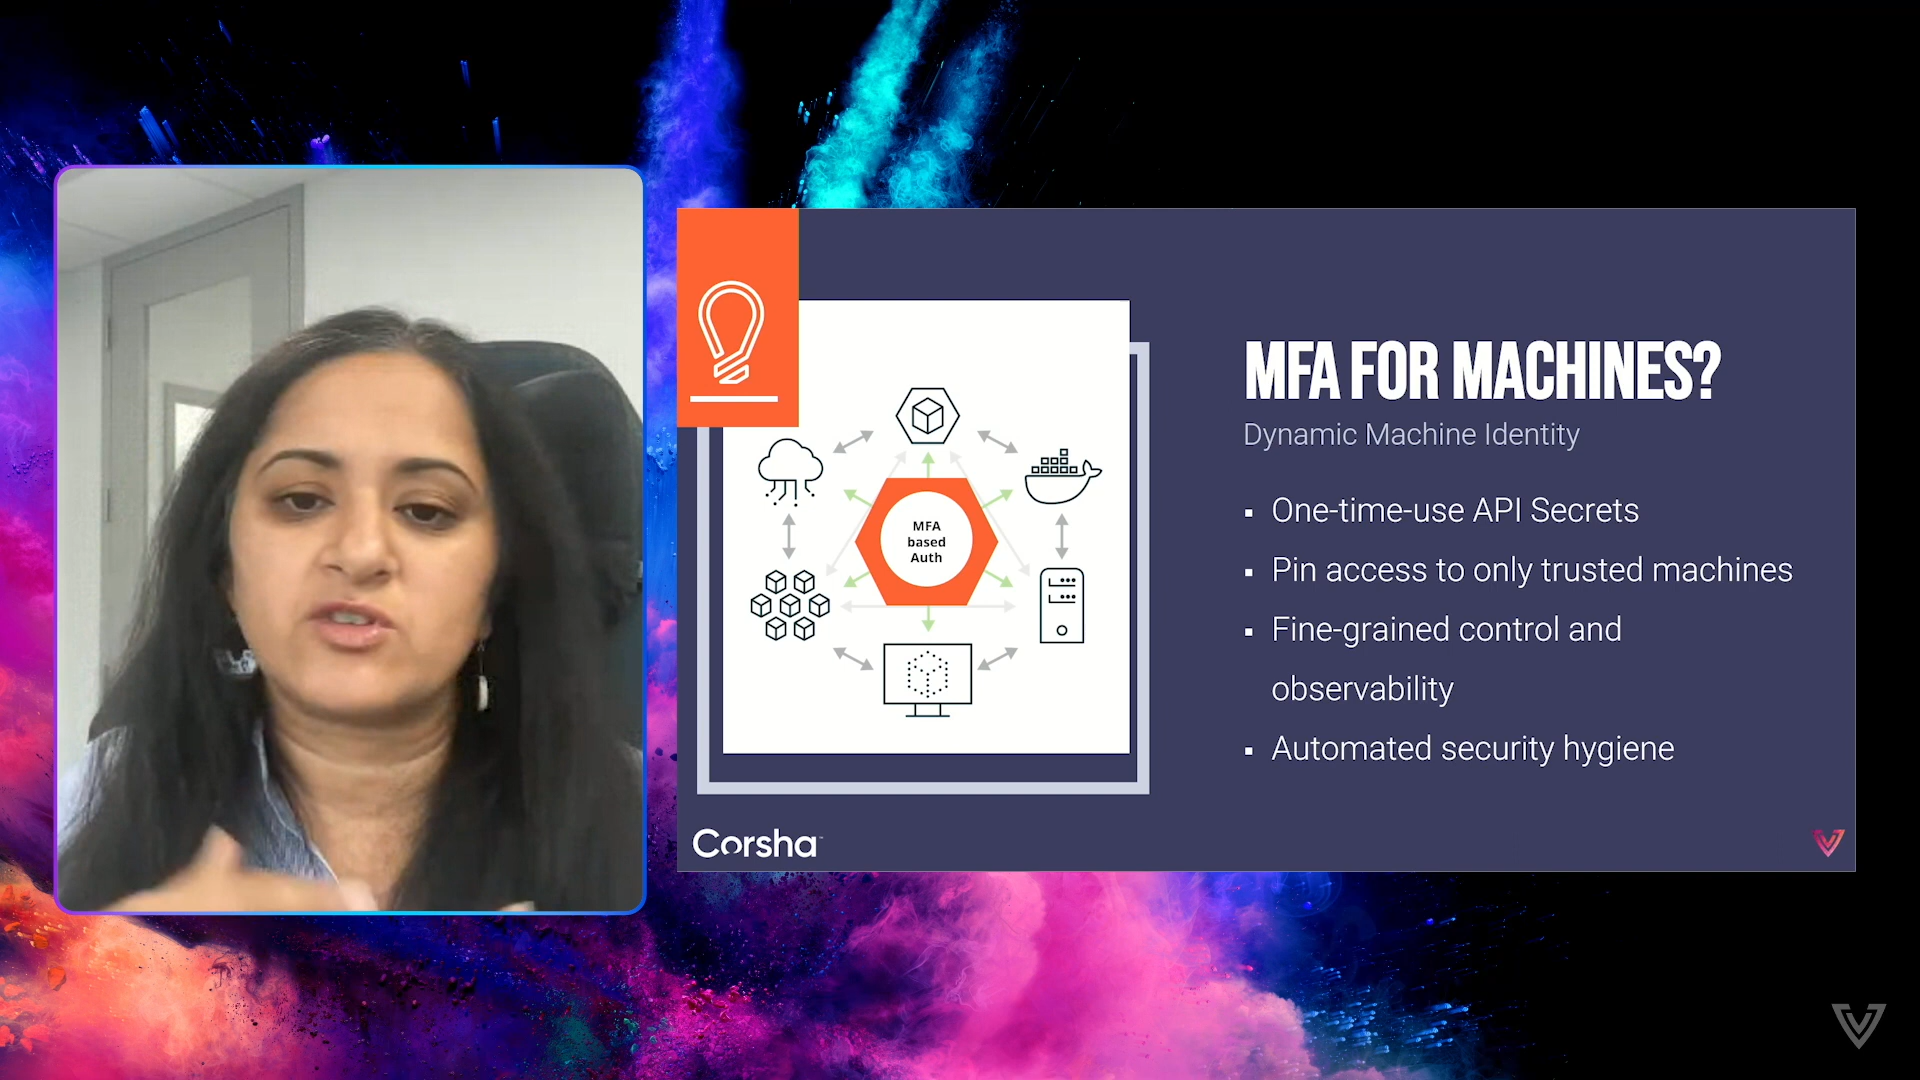 MFA FOR MACHINES?
Dynamic Machine Identity
One-time-use API Secrets
Pin access to only trusted machines
Fine-grained control and
observability
Automated security hygiene
MFA
based
Auth
Corsha